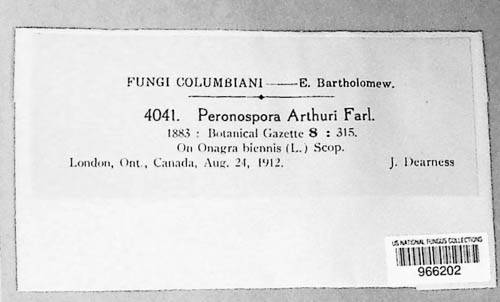 FUNGI COLUMBIANI——E. Bartholomew.
4041. Peronospora Arthuri Farl.
1883 : Botanical Gazette 8 : 315.
On Onagra biennis (L.) Scop.
London, Ont., Canada, Aug. 24, 1912. J. Dearness
US NATIONAL FUNGUS COLLECTIONS
966202